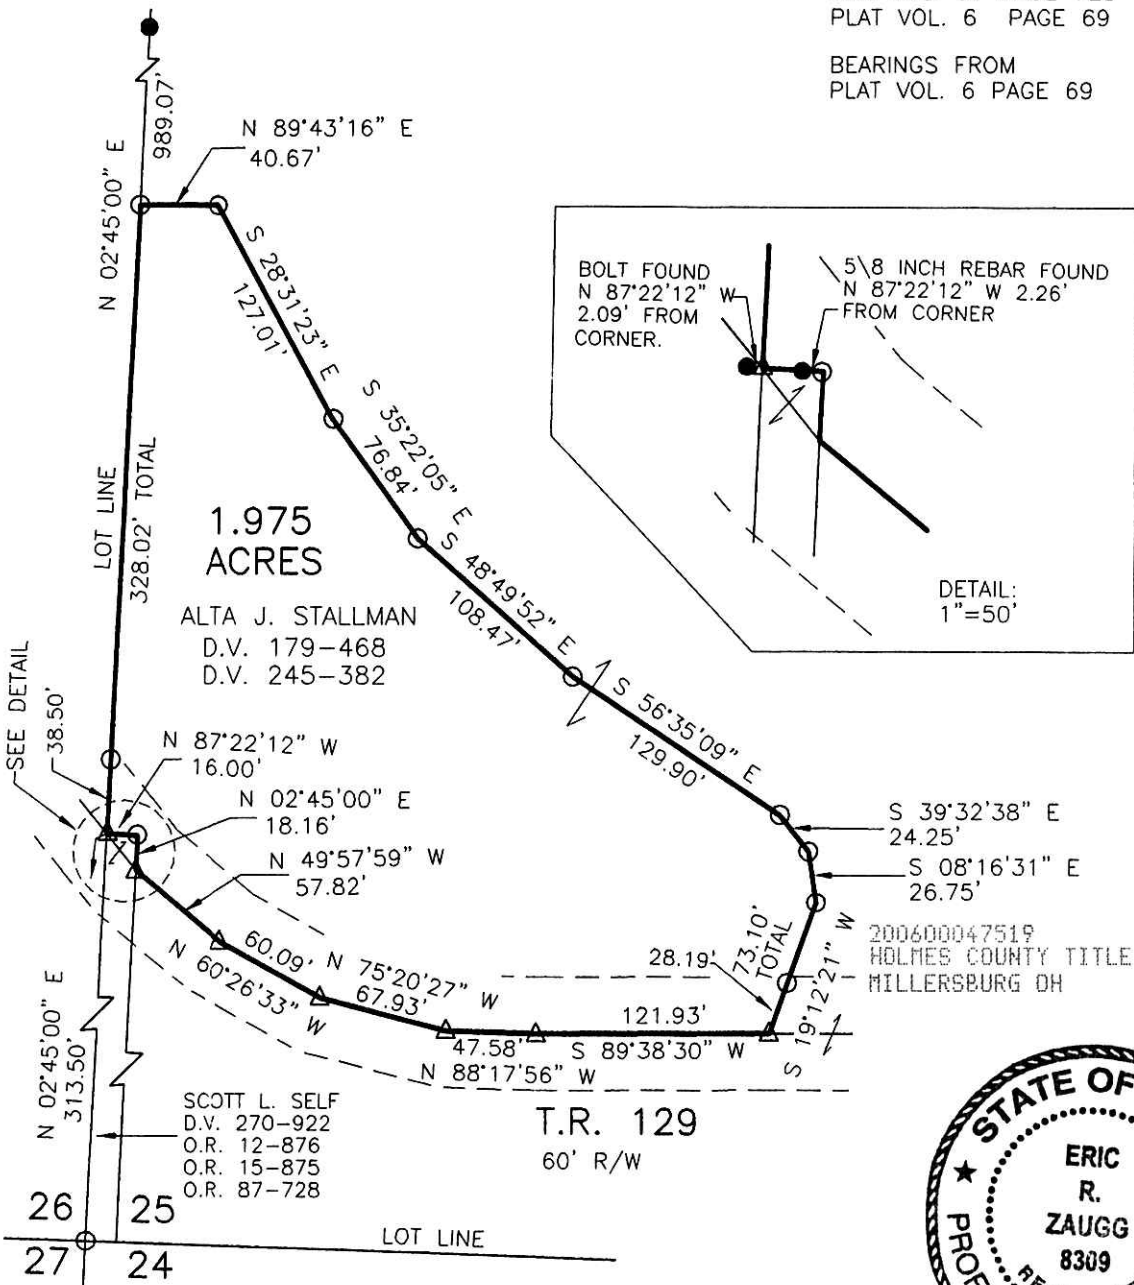 PLAT VOL. 6 PAGE 69
BEARINGS FROM
PLAT VOL. 6 PAGE 69
989.07'
N 02°45'00" E
N 89°43'16" E
40.67'
S 28°31'23" E
127.01'
S 35°22'05" E
76.84'
S 48°49'52" E
108.47'
S 56°35'09" E
129.90'
BOLT FOUND
N 87°22'12" W
2.09' FROM
CORNER.
5\8 INCH REBAR FOUND
N 87°22'12" W 2.26'
FROM CORNER
DETAIL:
1"=50'
LOT LINE
328.02' TOTAL
1.975
ACRES
ALTA J. STALLMAN
D.V. 179-468
D.V. 245-382
SEE DETAIL
38.50'
N 87°22'12" W
16.00'
N 02°45'00" E
18.16'
N 49°57'59" W
57.82'
S 39°32'38" E
24.25'
S 08°16'31" E
26.75'
73.10'
TOTAL
S 19°12'21" W
28.19'
200600047519
HOLMES COUNTY TITLE
MILLERSBURG OH
60.09'
N 60°26'33" W
N 75°20'27" W
67.93'
47.58'
N 88°17'56" W
121.93'
S 89°38'30" W
N 02°45'00" E
313.50'
SCOTT L. SELF
D.V. 270-922
O.R. 12-876
O.R. 15-875
O.R. 87-728
T.R. 129
60' R/W
26 25
27 24
LOT LINE
STATE OF
ERIC
R.
ZAUGG
8309